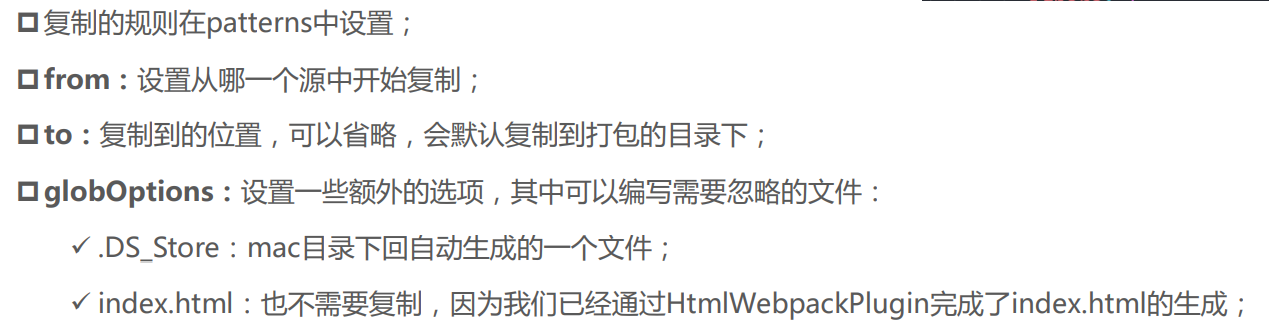 复制的规则在patterns中设置；
from：设置从哪一个源中开始复制；
to：复制到的位置，可以省略，会默认复制到打包的目录下；
globOptions：设置一些额外的选项，其中可以编写需要忽略的文件：
.DS_Store：mac目录下回自动生成的一个文件；
index.html：也不需要复制，因为我们已经通过HtmlWebpackPlugin完成了index.html的生成；